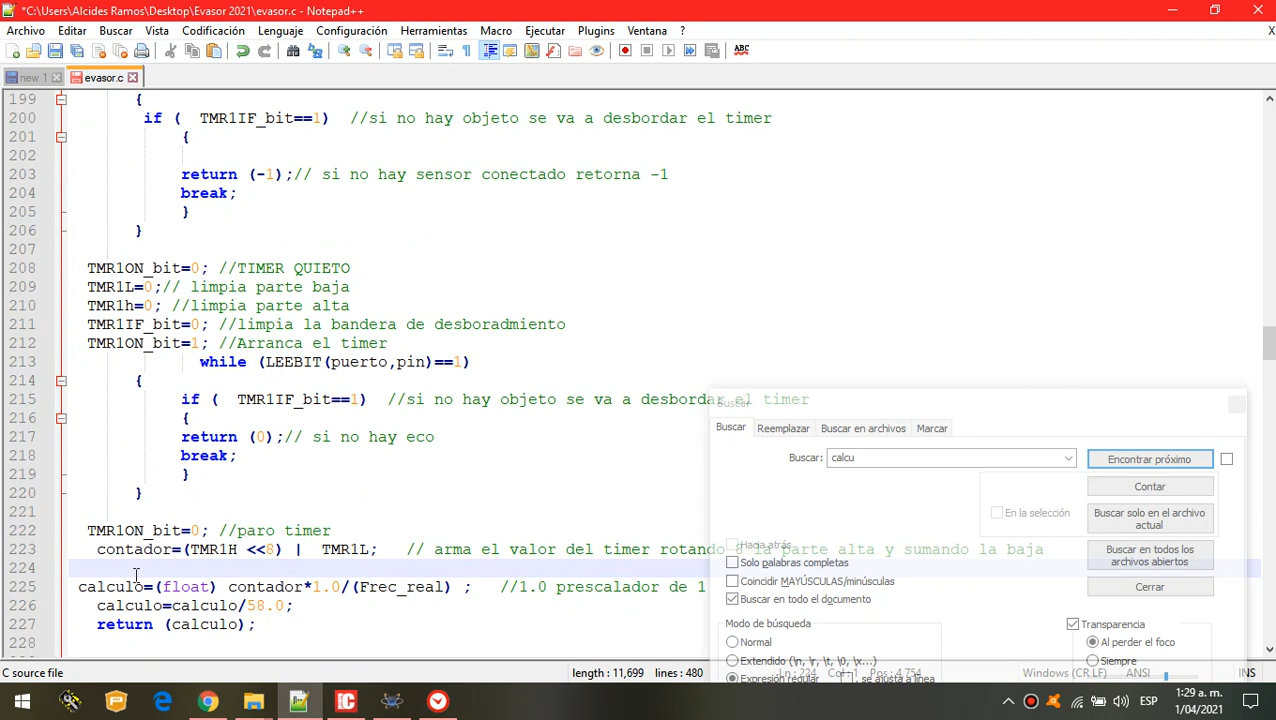 *C:\Users\Alcides Ramos\Desktop\Evasor 2021\evasor.c - Notepad++
Archivo Editar Buscar Vista Codificación Lenguaje Configuración Herramientas Macro Ejecutar Plugins Ventana ? X
ABC
new 1 evasor.c
199 {
200 if ( TMR1IF_bit==1) //si no hay objeto se va a desbordar el timer
201 {
202
203 return (-1);// si no hay sensor conectado retorna -1
204 break;
205 }
206 }
207
208 TMR1ON_bit=0; //TIMER QUIETO
209 TMR1L=0;// limpia parte baja
210 TMR1h=0; //limpia parte alta
211 TMR1IF_bit=0; //limpia la bandera de desboradmiento
212 TMR1ON_bit=1; //Arranca el timer
213 while (LEEBIT(puerto,pin)==1)
214 {
215 if ( TMR1IF_bit==1) //si no hay objeto se va a desbordar el timer
216 {
217 return (0);// si no hay eco
218 break;
219 }
220 }
221
222 TMR1ON_bit=0; //paro timer
223 contador=(TMR1H <<8) | TMR1L; // arma el valor del timer rotando 8 la parte alta y sumando la baja
224
225 calculo=(float) contador*1.0/(Frec_real) ; //1.0 prescalador de 1
226 calculo=calculo/58.0;
227 return (calculo);
228
Buscar
Buscar Reemplazar Buscar en archivos Marcar
Buscar: calcu Encontrar próximo
Contar
En la selección
Buscar solo en el archivo
actual
Hacia atrás
Solo palabras completas
Buscar en todos los
archivos abiertos
Coincidir MAYÚSCULAS/minúsculas
Cerrar
Buscar en todo el documento
Modo de búsqueda
Transparencia
Normal
Al perder el foco
Extendido (\n, \r, \t, \0, \x...)
Siempre
Expresión regular . se ajusta a línea
C source file length : 11,699 lines : 480 Ln : 224 Col : 1 Pos : 4,754 Windows (CR LF) ANSI INS
ESP
1:29 a. m.
1/04/2021